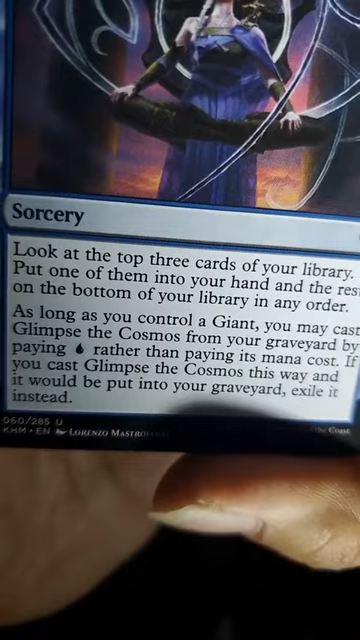 Sorcery
Look at the top three cards of your library.
Put one of them into your hand and the rest
on the bottom of your library in any order.
As long as you control a Giant, you may cast
Glimpse the Cosmos from your graveyard by
paying rather than paying its mana cost. If
you cast Glimpse the Cosmos this way and
it would be put into your graveyard, exile it
instead.
060/285 U
KHM • EN LORENZO
the Coast